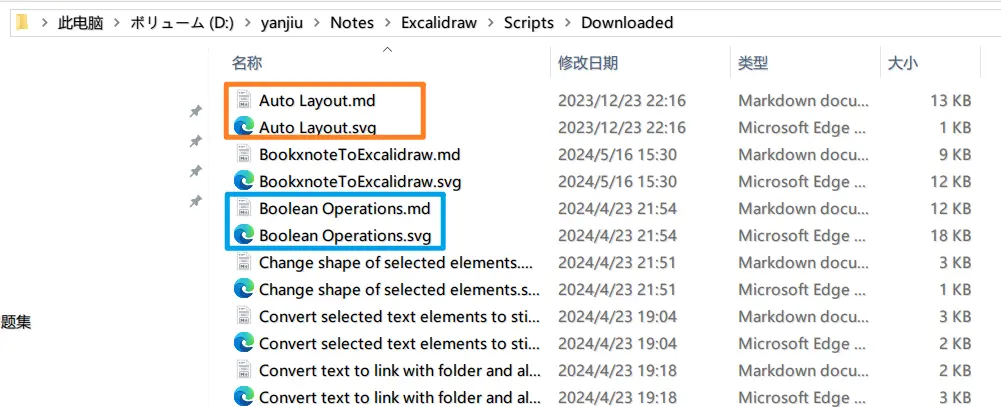 此电脑 > ボリューム (D:) > yanjiu > Notes > Excalidraw > Scripts > Downloaded
名称 修改日期 类型 大小
Auto Layout.md 2023/12/23 22:16 Markdown docu... 13 KB
Auto Layout.svg 2023/12/23 22:16 Microsoft Edge ... 1 KB
BookxnoteToExcalidraw.md 2024/5/16 15:30 Markdown docu... 9 KB
BookxnoteToExcalidraw.svg 2024/5/16 15:30 Microsoft Edge ... 12 KB
Boolean Operations.md 2024/4/23 21:54 Markdown docu... 12 KB
Boolean Operations.svg 2024/4/23 21:54 Microsoft Edge ... 18 KB
Change shape of selected elements.... 2024/4/23 21:51 Markdown docu... 3 KB
Change shape of selected elements.s... 2024/4/23 21:51 Microsoft Edge ... 1 KB
Convert selected text elements to sti... 2024/4/23 19:04 Markdown docu... 3 KB
题集
Convert selected text elements to sti... 2024/4/23 19:04 Microsoft Edge ... 2 KB
Convert text to link with folder and al... 2024/4/23 19:18 Markdown docu... 2 KB
Convert text to link with folder and al... 2024/4/23 19:18 Microsoft Edge ... 3 KB